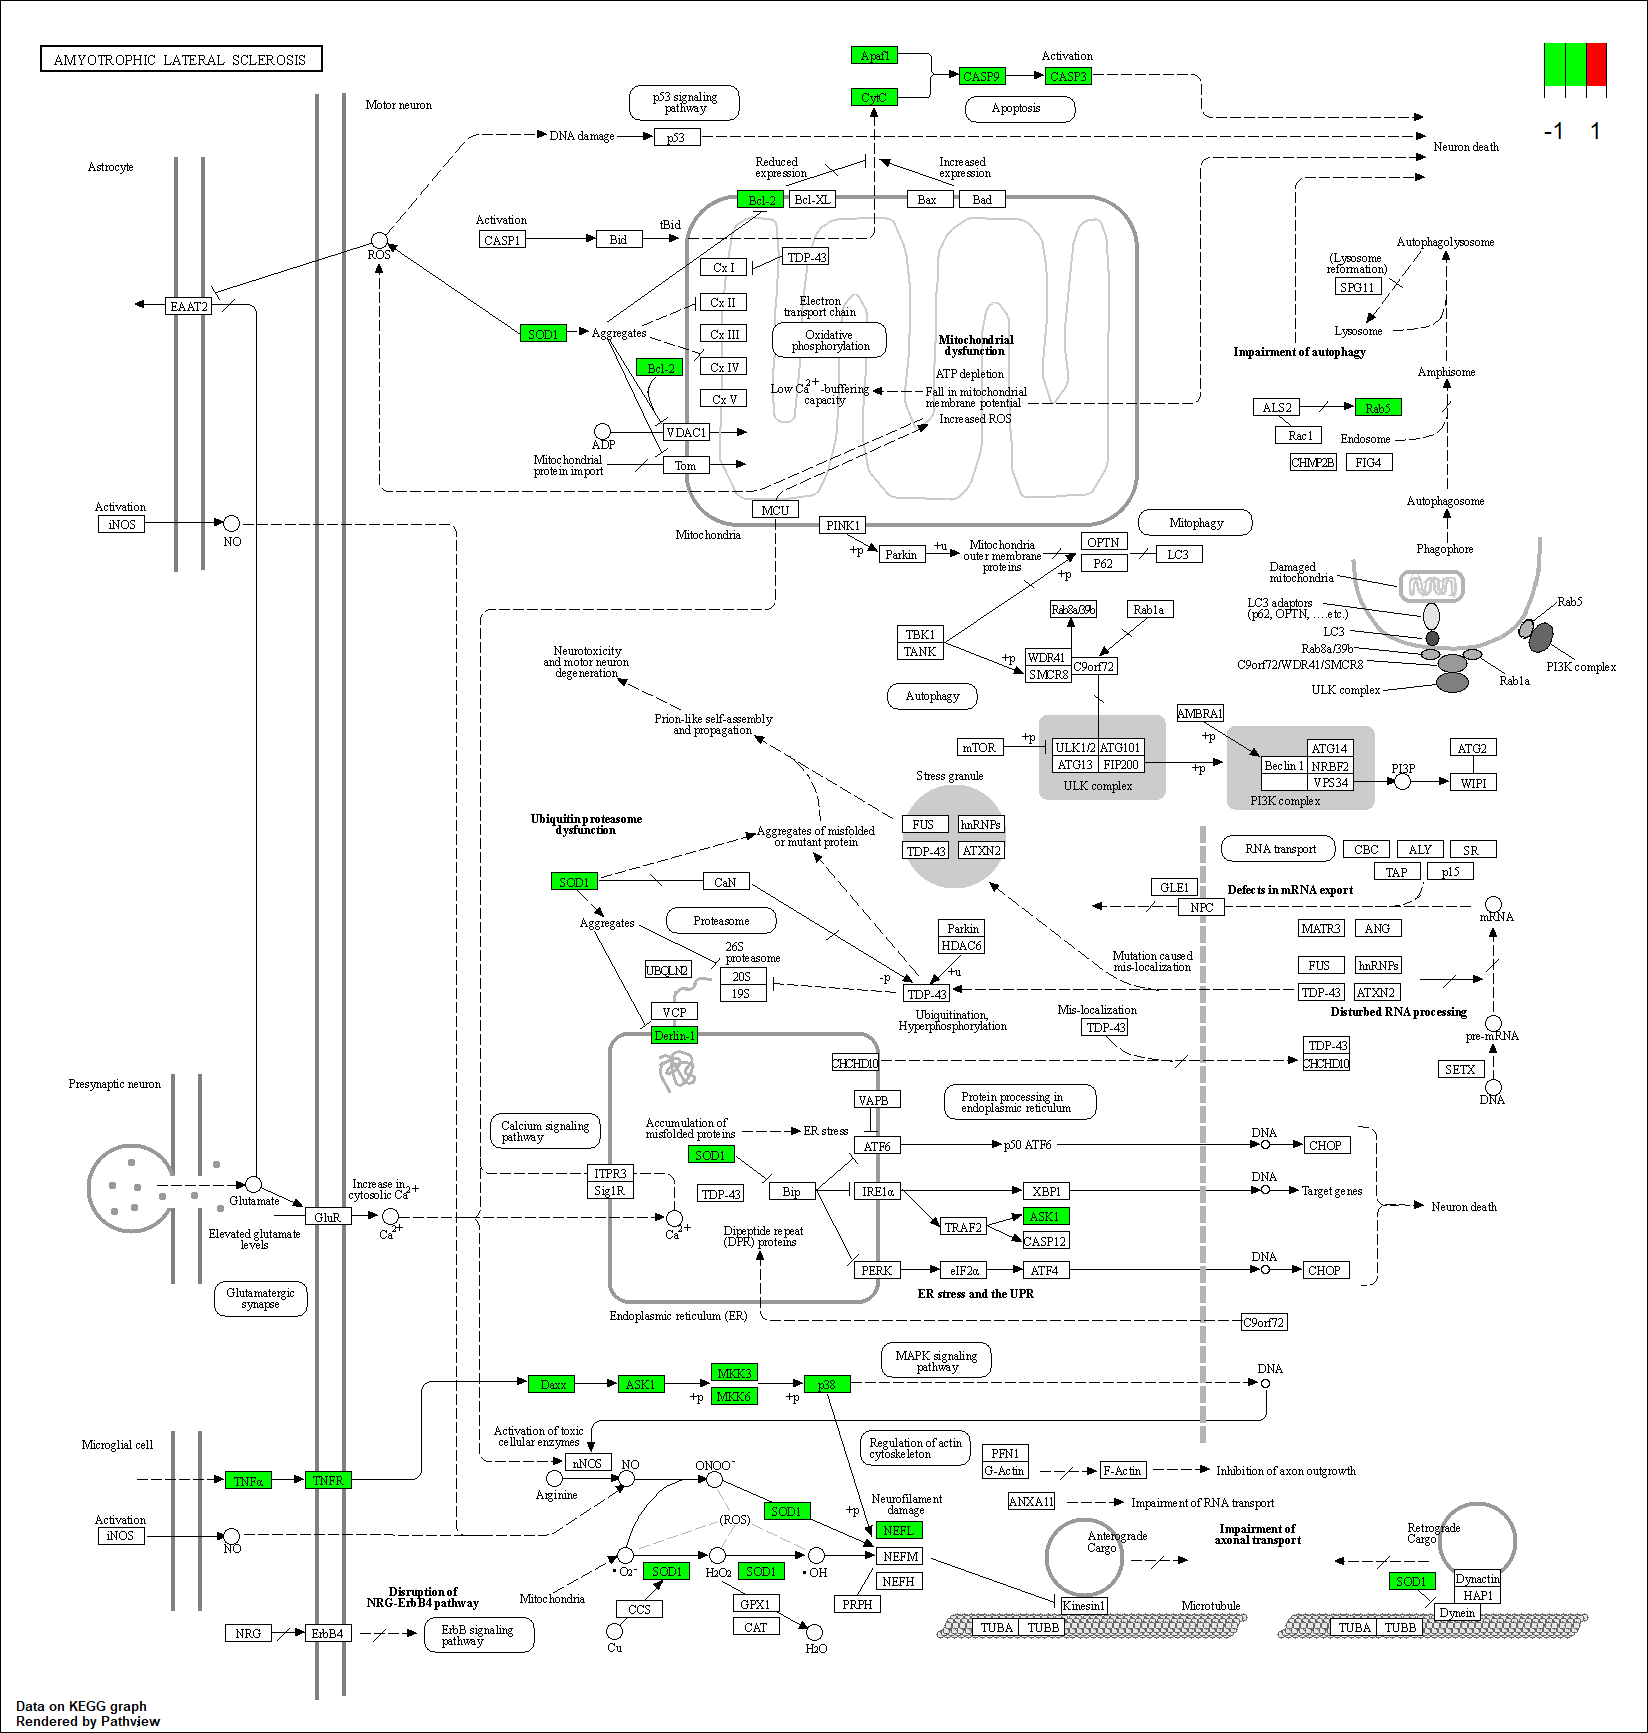 AMYOTROPHIC LATERAL SCLEROSIS
-1 1
Apaf1
CytC
CASP9
Activation
CASP3
Apoptosis
Motor neuron
p53 signaling
pathway
DNA damage
p53
Neuron death
Astrocyte
Reduced
expression
Increased
expression
Bcl-2
Bcl-XL
Bax
Bad
Activation
CASP1
Bid
tBid
ROS
EAAT2
Cx I
TDP-43
Cx II
Cx III
Cx IV
Cx V
Electron
transport chain
Oxidative
phosphorylation
Mitochondrial
dysfunction
ATP depletion
Fall in mitochondrial
membrane potential
Increased ROS
Low Ca2+-buffering
capacity
SOD1
Aggregates
Bcl-2
VDAC1
ADP
Mitochondrial
protein import
Tom
MCU
Mitochondria
Autophagolysosome
(Lysosome
reformation)
SPG11
Lysosome
Impairment of autophagy
Amphisome
ALS2
Rab5
Rac1
Endosome
CHMP2B
FIG4
Autophagosome
Phagophore
Activation
iNOS
NO
PINK1
+p
Parkin
+u
Mitochondria
outer membrane
proteins
OPTN
P62
LC3
+p
Mitophagy
Damaged
mitochondria
LC3 adaptors
(p62, OPTN, ....etc.)
LC3
Rab8a/39b
C9orf72/WDR41/SMCR8
ULK complex
Rab5
PI3K complex
Rab1a
TBK1
TANK
Rab8a/39b
Rab1a
+p
WDR41
SMCR8
C9orf72
Autophagy
mTOR
+p
ULK1/2
ATG101
ATG13
FIP200
ULK complex
+p
AMBRA1
+p
ATG14
Beclin 1
NRBF2
VPS34
PI3K complex
PI3P
ATG2
WIPI
Neurotoxicity
and motor neuron
degeneration
Prion-like self-assembly
and propagation
Stress granule
FUS
hnRNPs
TDP-43
ATXN2
Ubiquitin proteasome
dysfunction
Aggregates of misfolded
or mutant protein
SOD1
CaN
Aggregates
Proteasome
26S
proteasome
UBQLN2
20S
19S
VCP
Derlin-1
Parkin
HDAC6
-p
+u
TDP-43
Ubiquitination,
Hyperphosphorylation
RNA transport
CBC
ALY
SR
TAP
p15
GLE1
NPC
Defects in mRNA export
mRNA
MATR3
ANG
FUS
hnRNPs
TDP-43
ATXN2
Mutation caused
mis-localization
Disturbed RNA processing
pre-mRNA
SETX
DNA
Mis-localization
TDP-43
CHCHD10
TDP-43
CHCHD10
Presynaptic neuron
Glutamate
Elevated glutamate
levels
Glutamatergic
synapse
Increase in
cytosolic Ca2+
GluR
Ca2+
Calcium signaling
pathway
ITPR3
Sig1R
Ca2+
Accumulation of
misfolded proteins
ER stress
SOD1
TDP-43
Bip
Dipeptide repeat
(DPR) proteins
VAPB
ATF6
IRE1α
PERK
Protein processing in
endoplasmic reticulum
p50 ATF6
XBP1
TRAF2
ASK1
CASP12
eIF2α
ATF4
ER stress and the UPR
DNA
CHOP
DNA
Target genes
DNA
CHOP
Neuron death
Endoplasmic reticulum (ER)
C9orf72
Daxx
ASK1
+p
MKK3
MKK6
+p
p38
MAPK signaling
pathway
DNA
Microglial cell
TNFα
TNFR
Activation
iNOS
NO
Activation of toxic
cellular enzymes
nNOS
Arginine
NO
ONOO-
(ROS)
SOD1
+p
Regulation of actin
cytoskeleton
PFN1
G-Actin
F-Actin
Inhibition of axon outgrowth
ANXA11
Impairment of RNA transport
Neurofilament
damage
NEFL
NEFM
NEFH
PRPH
•O2-
H2O2
•OH
SOD1
SOD1
CCS
Cu
GPX1
CAT
H2O
Mitochondria
Disruption of
NRG-ErbB4 pathway
NRG
ErbB4
ErbB signaling
pathway
Anterograde
Cargo
Impairment of
axonal transport
Retrograde
Cargo
Kinesin1
Microtubule
SOD1
Dynactin
HAP1
Dynein
TUBA
TUBB
TUBA
TUBB
Data on KEGG graph
Rendered by Pathview